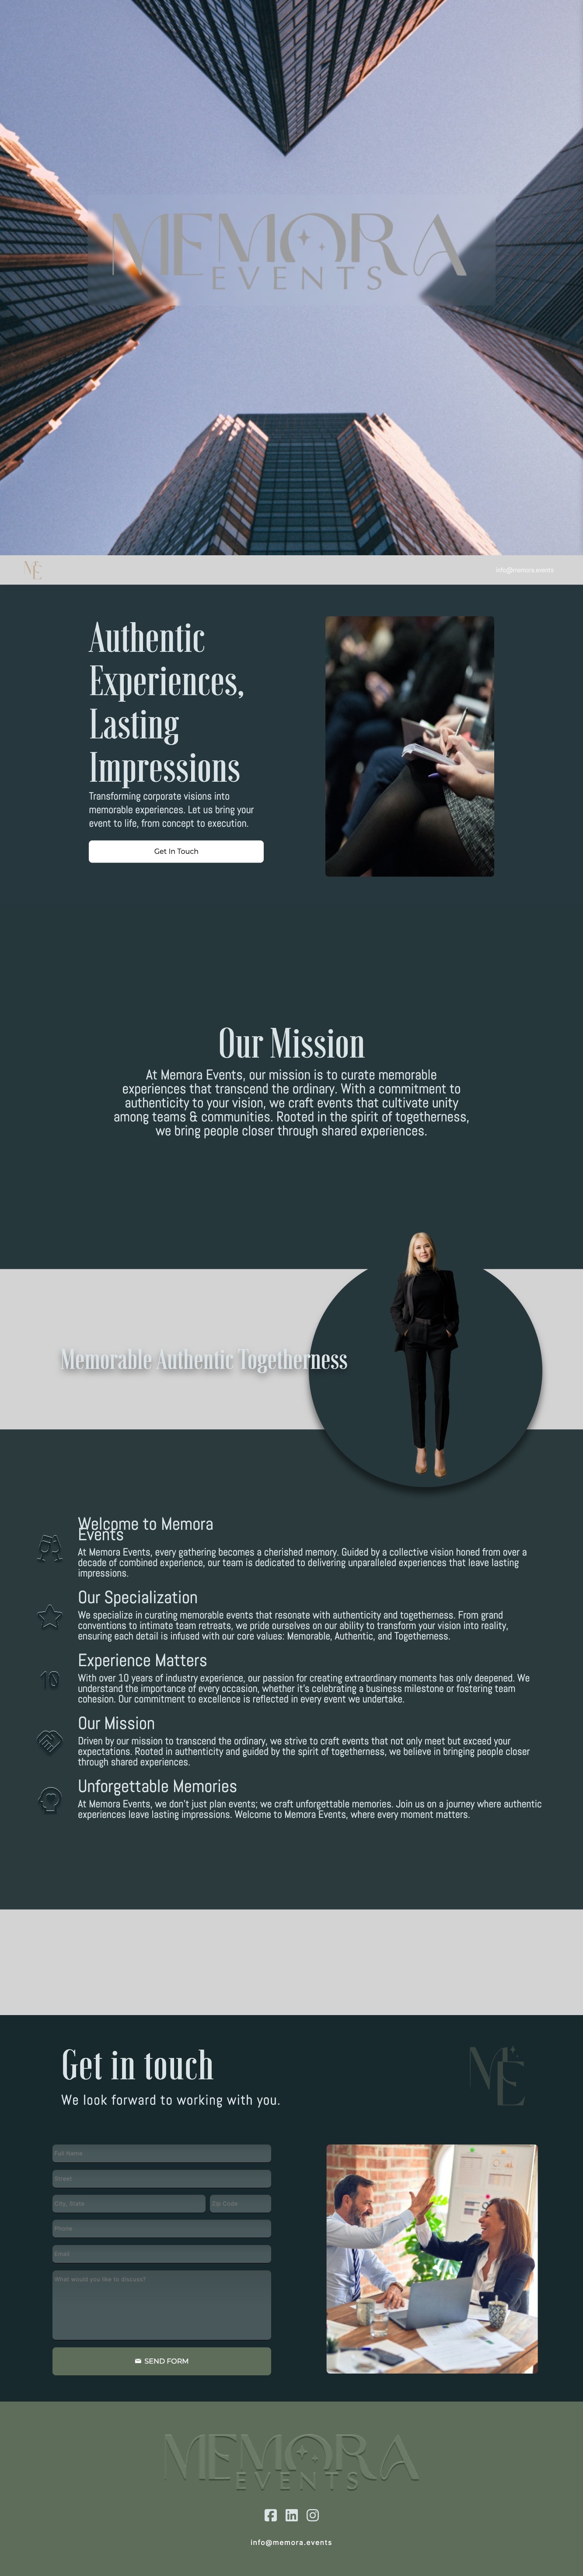 MEMORA
EVENTS
ME
info@memora.events
Authentic
Experiences,
Lasting
Impressions
Transforming corporate visions into
memorable experiences. Let us bring your
event to life, from concept to execution.
Get In Touch
Our Mission
At Memora Events, our mission is to curate memorable
experiences that transcend the ordinary. With a commitment to
authenticity to your vision, we craft events that cultivate unity
among teams & communities. Rooted in the spirit of togetherness,
we bring people closer through shared experiences.
Memorable Authentic Togetherness
Welcome to Memora
Events
At Memora Events, every gathering becomes a cherished memory. Guided by a collective vision honed from over a
decade of combined experience, our team is dedicated to delivering unparalleled experiences that leave lasting
impressions.
Our Specialization
We specialize in curating memorable events that resonate with authenticity and togetherness. From grand
conventions to intimate team retreats, we pride ourselves on our ability to transform your vision into reality,
ensuring each detail is infused with our core values: Memorable, Authentic, and Togetherness.
10
Experience Matters
With over 10 years of industry experience, our passion for creating extraordinary moments has only deepened. We
understand the importance of every occasion, whether it's celebrating a business milestone or fostering team
cohesion. Our commitment to excellence is reflected in every event we undertake.
Our Mission
Driven by our mission to transcend the ordinary, we strive to craft events that not only meet but exceed your
expectations. Rooted in authenticity and guided by the spirit of togetherness, we believe in bringing people closer
through shared experiences.
Unforgettable Memories
At Memora Events, we don't just plan events; we craft unforgettable memories. Join us on a journey where authentic
experiences leave lasting impressions. Welcome to Memora Events, where every moment matters.
Get in touch
We look forward to working with you.
ME
Full Name
Street
City, State
Zip Code
Phone
Email
What would you like to discuss?
SEND FORM
MEMORA
EVENTS
info@memora.events